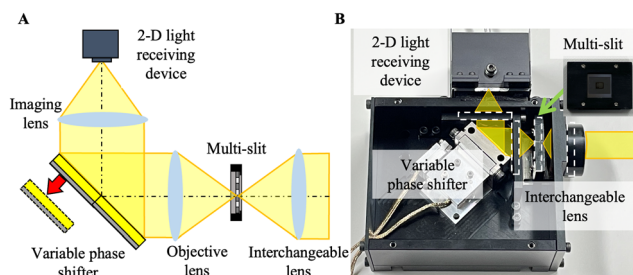 A
2-D light
receiving
device
Imaging
lens
Multi-slit
Variable phase
shifter
Objective
lens
Interchangeable
lens
B
2-D light
receiving
device
Multi-slit
Variable
phase shifter
Interchangeable
lens